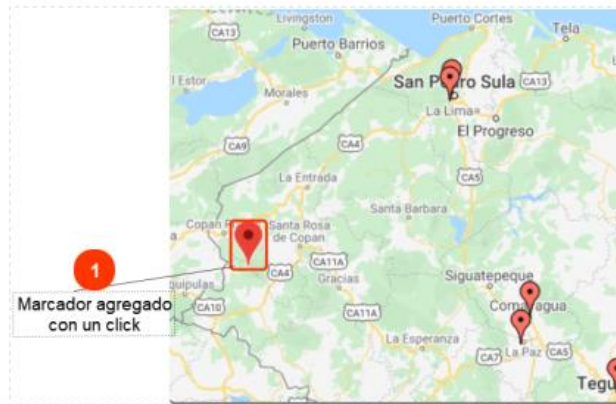 Livingston
Puerto Cortes
CA13
Tela
Puerto Barrios
l Estor
San Pedro Sula
CA13
Morales
La Lima
El Progreso
CA9
CA4
CA5
La Entrada
Santa Barbara
Copan
Santa Rosa
de Copan
1
CA4
CA11A
Gracias
Siguatepeque
quipulas
Marcador agregado
con un click
CA10
CA11A
Comayagua
La Esperanza
CA7
La Paz
CA5
Tegu